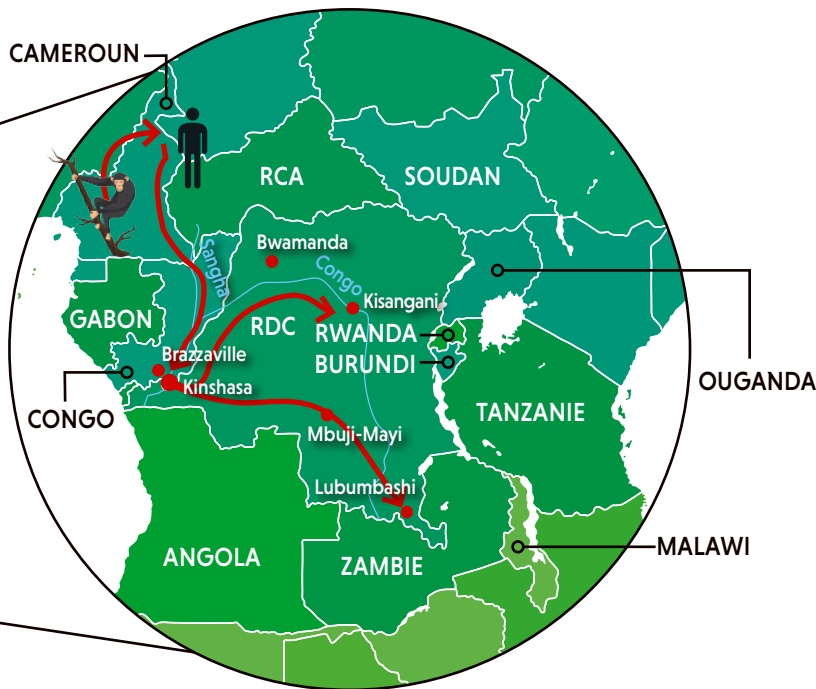 CAMEROUN
RCA
SOUDAN
Sangha
Bwamanda
Congo
Kisangani
GABON
RDC
RWANDA
BURUNDI
Brazzaville
Kinshasa
OUGANDA
CONGO
TANZANIE
Mbuji-Mayi
Lubumbashi
ANGOLA
ZAMBIE
MALAWI